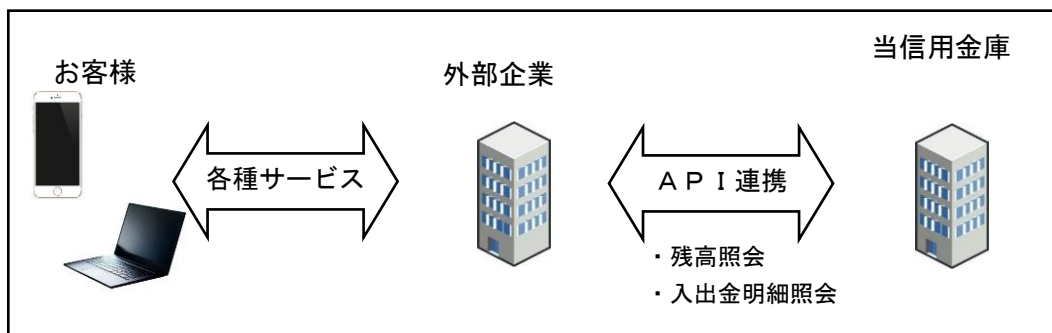 お客様
外部企業
当信用金庫
各種サービス
ＡＰＩ連携
・残高照会
・入出金明細照会